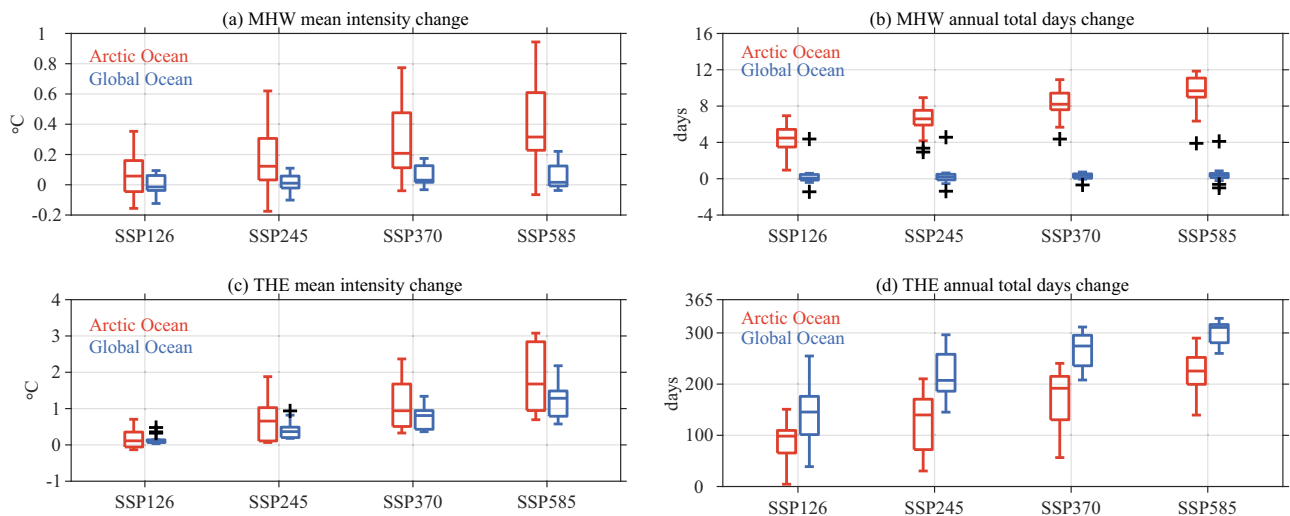 (a) MHW mean intensity change
1
0.8
0.6
0.4
0.2
0
-0.2
°C
Arctic Ocean
Global Ocean
SSP126 SSP245 SSP370 SSP585
(b) MHW annual total days change
16
12
8
4
0
-4
days
Arctic Ocean
Global Ocean
SSP126 SSP245 SSP370 SSP585
(c) THE mean intensity change
4
3
2
1
0
-1
°C
Arctic Ocean
Global Ocean
SSP126 SSP245 SSP370 SSP585
(d) THE annual total days change
365
300
200
100
0
days
Arctic Ocean
Global Ocean
SSP126 SSP245 SSP370 SSP585